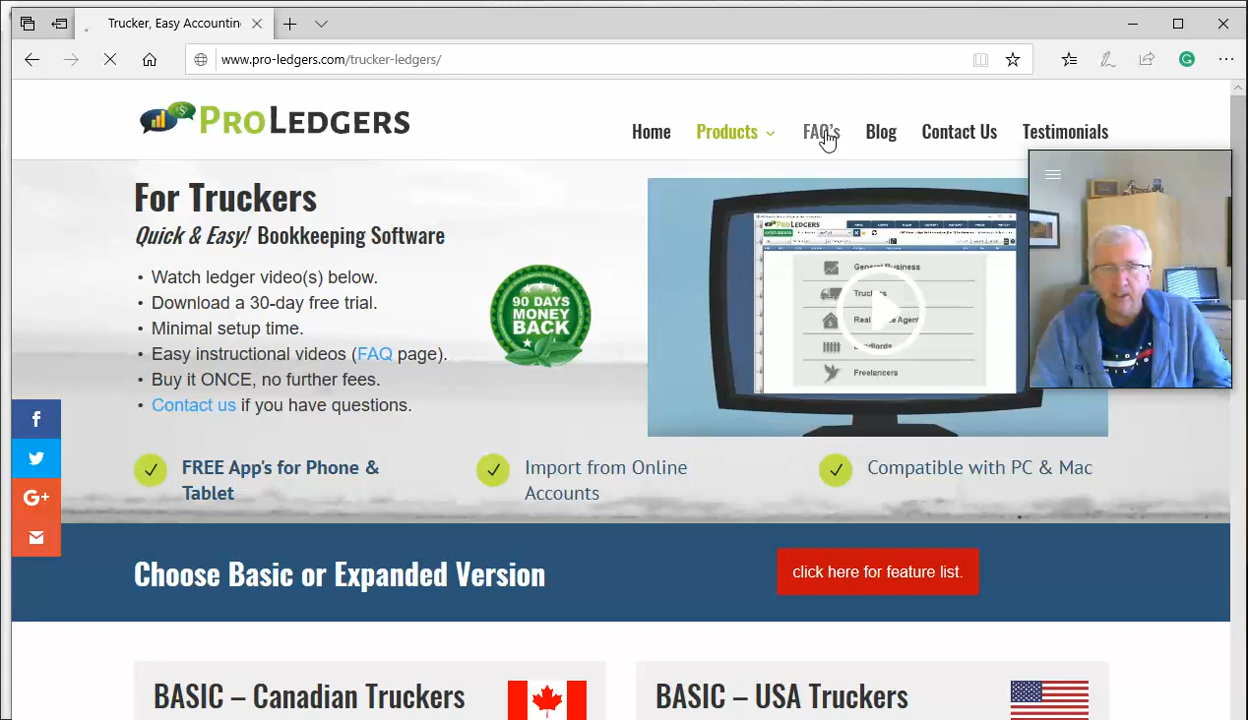 Trucker, Easy Accountin
www.pro-ledgers.com/trucker-ledgers/
PROLEDGERS
Home
Products
FAQ's
Blog
Contact Us
Testimonials
For Truckers
Quick & Easy! Bookkeeping Software
• Watch ledger video(s) below.
• Download a 30-day free trial.
• Minimal setup time.
• Easy instructional videos (FAQ page).
• Buy it ONCE, no further fees.
• Contact us if you have questions.
90 DAYS
MONEY
BACK
PROLEDGERS
General Business
Truckers
Freelancers
FREE App's for Phone &
Tablet
Import from Online
Accounts
Compatible with PC & Mac
Choose Basic or Expanded Version
click here for feature list.
BASIC – Canadian Truckers
BASIC – USA Truckers